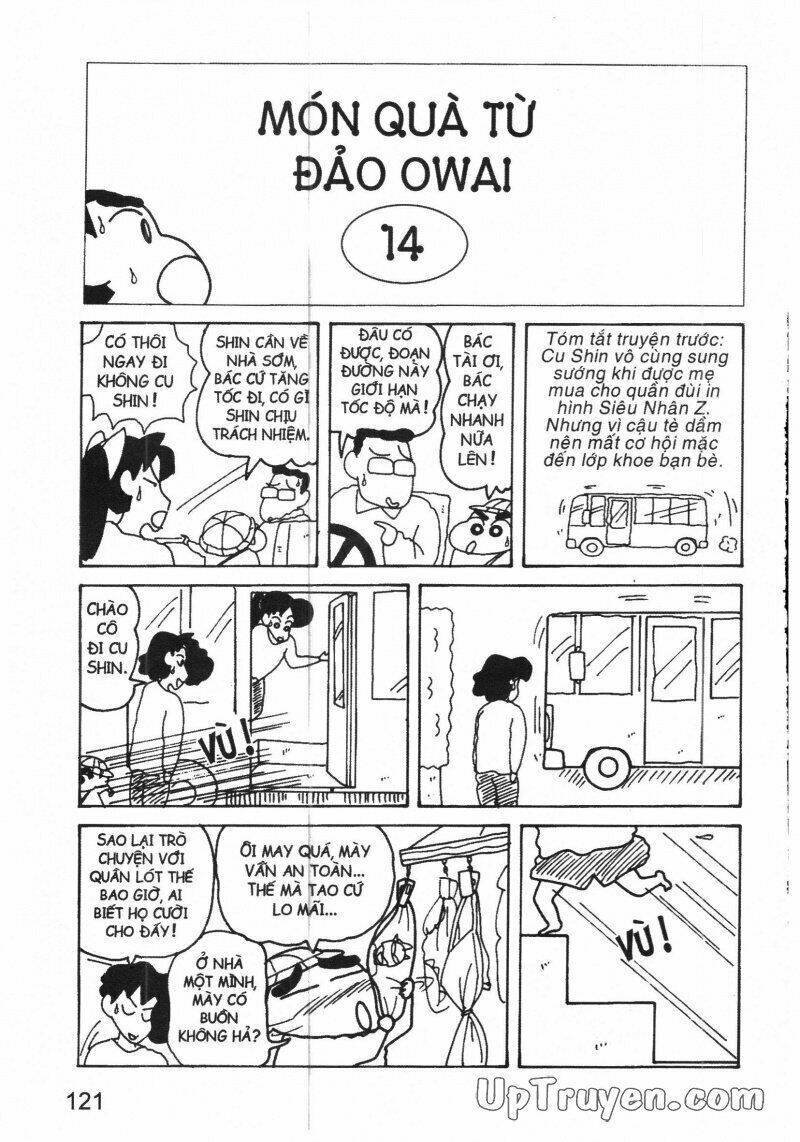 MÓN QUÀ TỪ
ĐẢO OWAI
14
Tóm tắt truyện trước:
Cu Shin vô cùng sung
sướng khi được mẹ
mua cho quần đùi in
hình Siêu Nhân Z.
Nhưng vì cậu tè dầm
nên mất cơ hội mặc
đến lớp khoe bạn bè.
BÁC
TÀI ƠI,
BÁC
CHẠY
NHANH
NỮA
LÊN!
ĐÂU CÓ
ĐƯỢC, ĐOẠN
ĐƯỜNG NÀY
GIỚI HẠN
TỐC ĐỘ MÀ!
SHIN CẦN VỀ
NHÀ SỚM,
BÁC CỨ TĂNG
TỐC ĐI, CÓ GÌ
SHIN CHỊU
TRÁCH NHIỆM.
CÓ THÔI
NGAY ĐI
KHÔNG CU
SHIN!
CHÀO
CÔ
ĐI CU
SHIN.
VÙ!
VÙ!
ÔI MAY QUÁ, MÀY
VẪN AN TOÀN...
THẾ MÀ TAO CỨ
LO MÃI...
Ở NHÀ
MỘT MÌNH,
MÀY CÓ
BUỒN
KHÔNG HẢ?
SAO LẠI TRÒ
CHUYỆN VỚI
QUẦN LÓT THẾ
BAO GIỜ, AI
BIẾT HỌ CƯỜI
CHO ĐẤY!
121
UpTruyen.com